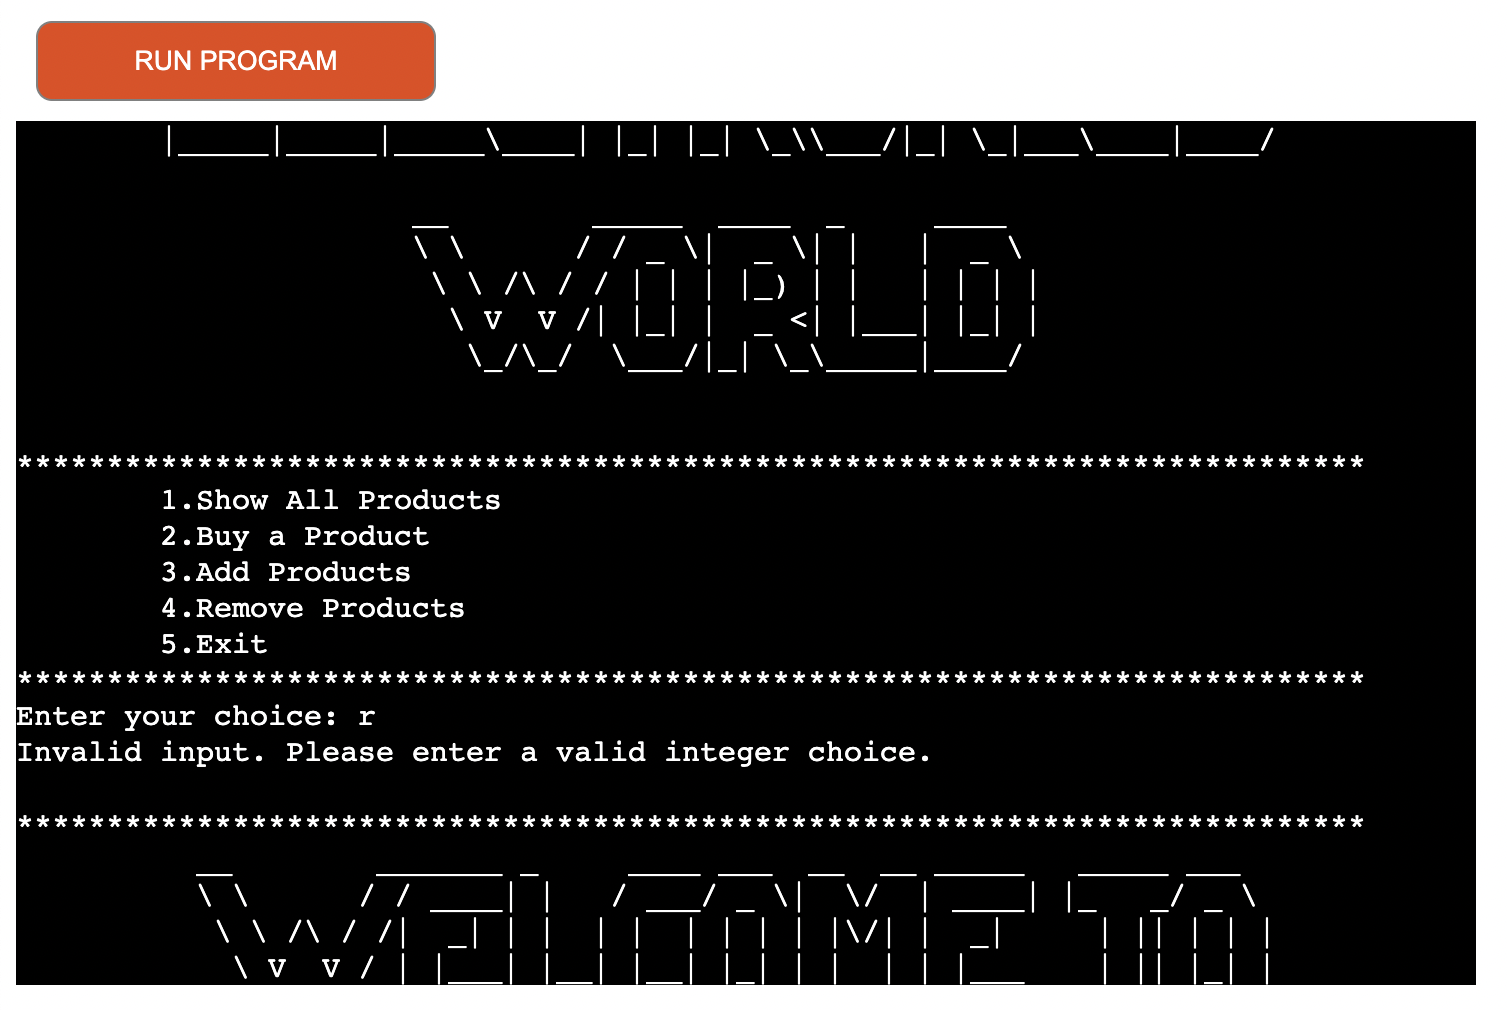 RUN PROGRAM
WORLD
***************************************************************************
1.Show All Products
2.Buy a Product
3.Add Products
4.Remove Products
5.Exit
***************************************************************************
Enter your choice: r
Invalid input. Please enter a valid integer choice.
***************************************************************************
WELCOME TO